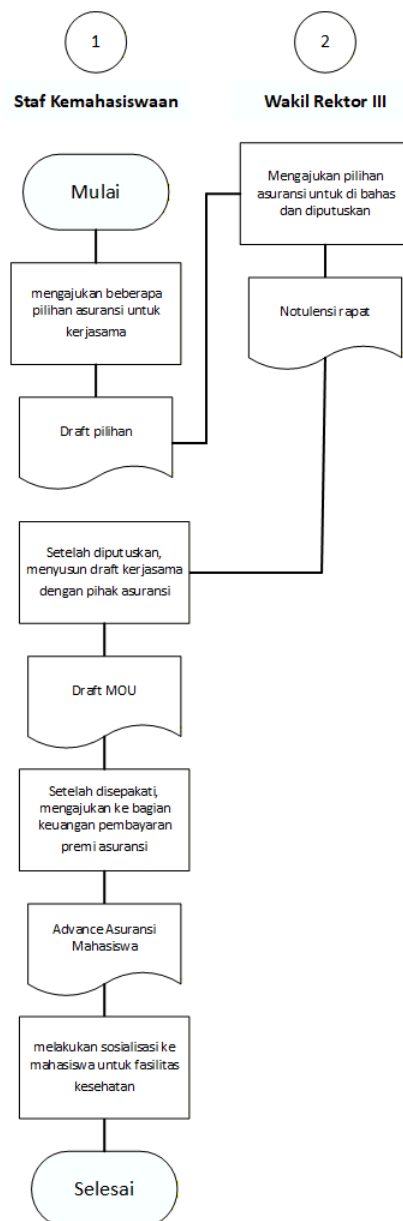 1
2
Staf Kemahasiswaan
Wakil Rektor III
Mulai
mengajukan beberapa
pilihan asuransi untuk
kerjasama
Draft pilihan
Mengajukan pilihan
asuransi untuk di bahas
dan diputuskan
Notulensi rapat
Setelah diputuskan,
menyusun draft kerjasama
dengan pihak asuransi
Draft MOU
Setelah disepakati,
mengajukan ke bagian
keuangan pembayaran
premi asuransi
Advance Asuransi
Mahasiswa
melakukan sosialisasi ke
mahasiswa untuk fasilitas
kesehatan
Selesai